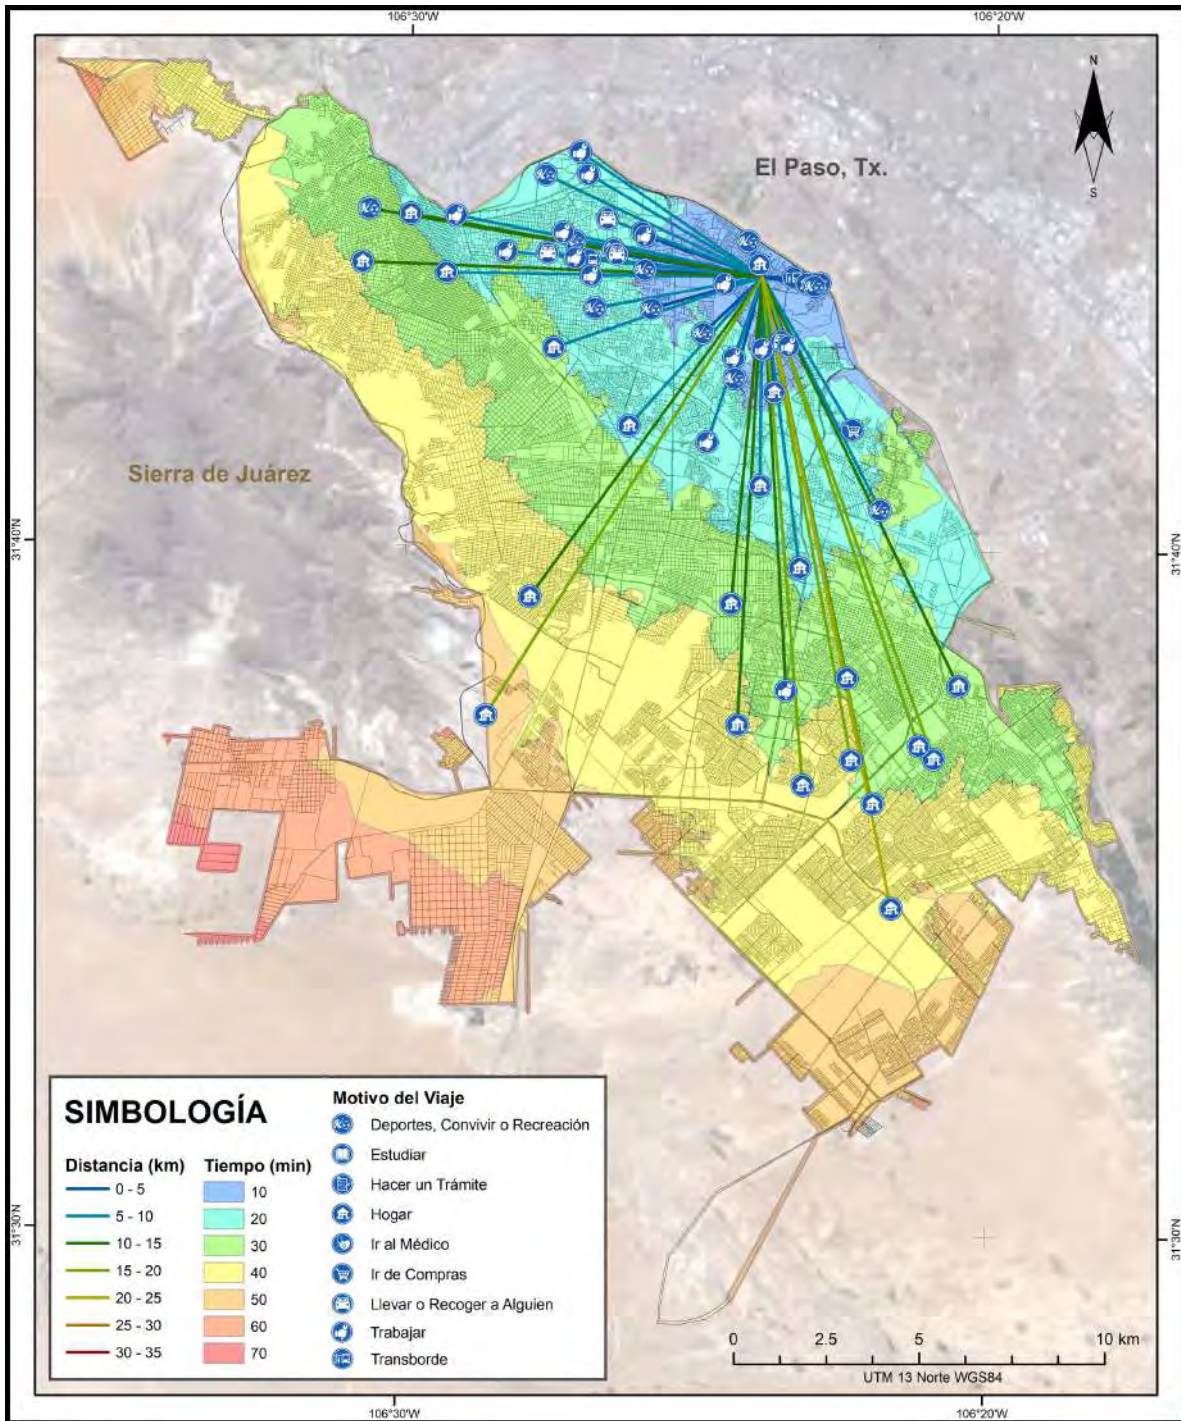 106°30'W
106°20'W
N
S
El Paso, Tx.
Sierra de Juárez
31°40'N
31°40'N
31°30'N
31°30'N
SIMBOLOGÍA
Distancia (km)
0 - 5
5 - 10
10 - 15
15 - 20
20 - 25
25 - 30
30 - 35
Tiempo (min)
10
20
30
40
50
60
70
Motivo del Viaje
Deportes, Convivir o Recreación
Estudiar
Hacer un Trámite
Hogar
Ir al Médico
Ir de Compras
Llevar o Recoger a Alguien
Trabajar
Transborde
0 2.5 5 10 km
UTM 13 Norte WGS84
106°30'W
106°20'W